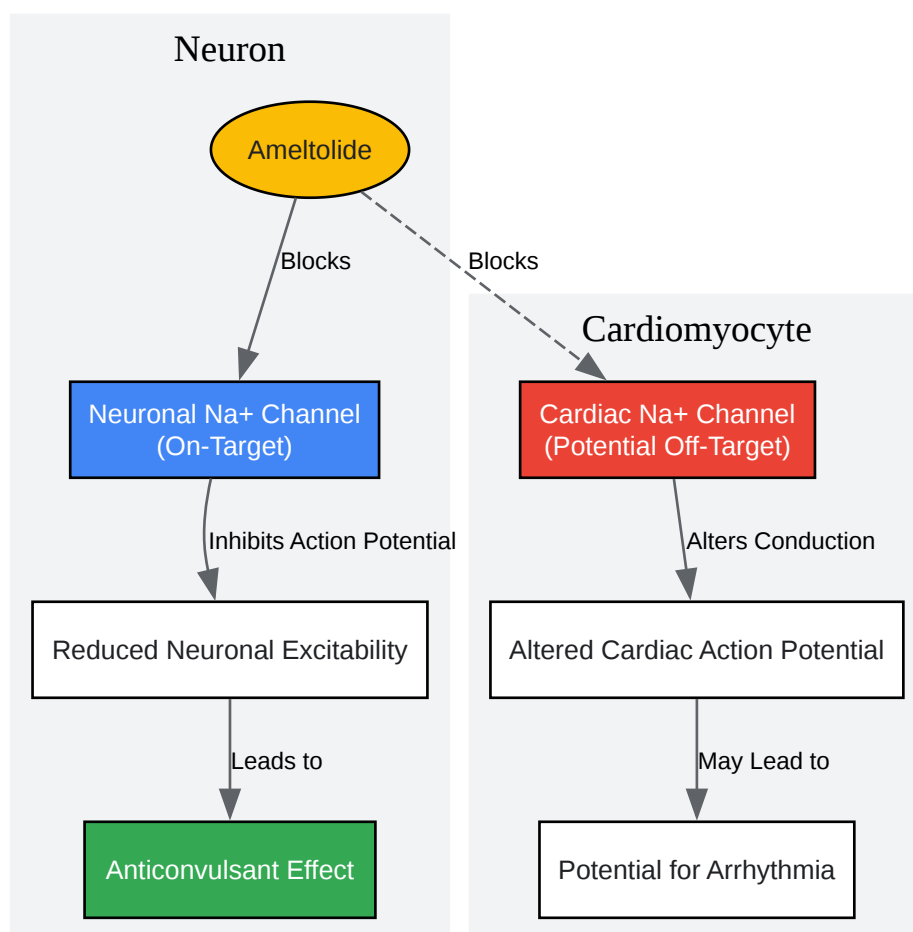 Neuron
Ameltolide
Blocks
Blocks
Cardiomyocyte
Neuronal Na+ Channel
(On-Target)
Cardiac Na+ Channel
(Potential Off-Target)
Inhibits Action Potential
Alters Conduction
Reduced Neuronal Excitability
Altered Cardiac Action Potential
Leads to
May Lead to
Anticonvulsant Effect
Potential for Arrhythmia